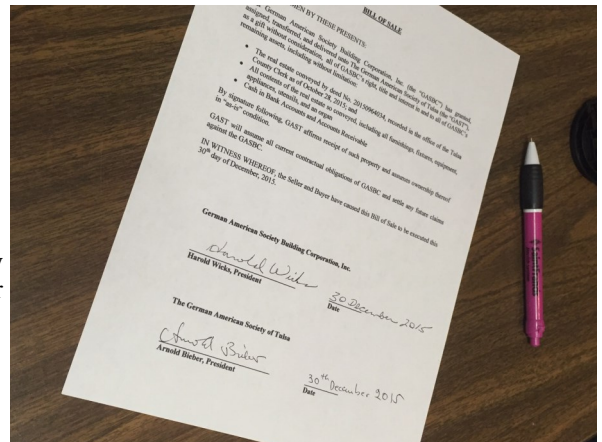 BILL OF SALE
EN BY THESE PRESENTS:
German American Society Building Corporation, Inc. (the "GASBC") has granted,
assigned, transferred, and delivered unto The German American Society of Tulsa (the "GAST"),
as a gift without consideration, all of GASBC's right, title and interest in and to all of GASBC's
remaining assets, including without limitation:
• The real estate conveyed by deed No. recorded in the office of the Tulsa
County Clerk as of October 28, 2015, and
• All contents of the real estate so conveyed, including all furnishings, fixtures, equipment,
appliances, utensils, and an organ
• Cash in Bank Accounts and Accounts Receivable
By signature following, GAST affirms receipt of such property and assumes ownership thereof
in "as-is" condition.
GAST will assume all current contractual obligations of GASBC and settle any future claims
against the GASBC.
IN WITNESS WHEREOF, the Seller and Buyer have caused this Bill of Sale to be executed this
30th day of December, 2015.
German American Society Building Corporation, Inc.
Harold Wicks
30 December 2015
Harold Wicks, President
Date
The German American Society of Tulsa
Arnold Bieber
30th December 2015
Arnold Bieber, President
Date